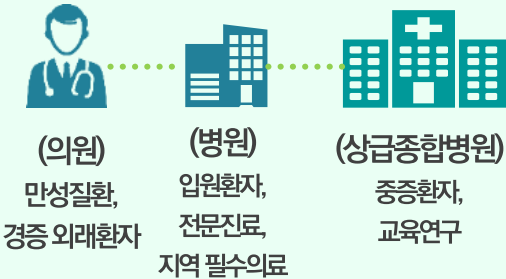 (의원)
만성질환,
경증 외래환자
(병원)
입원환자,
전문진료,
지역 필수의료
(상급종합병원)
중증환자,
교육연구